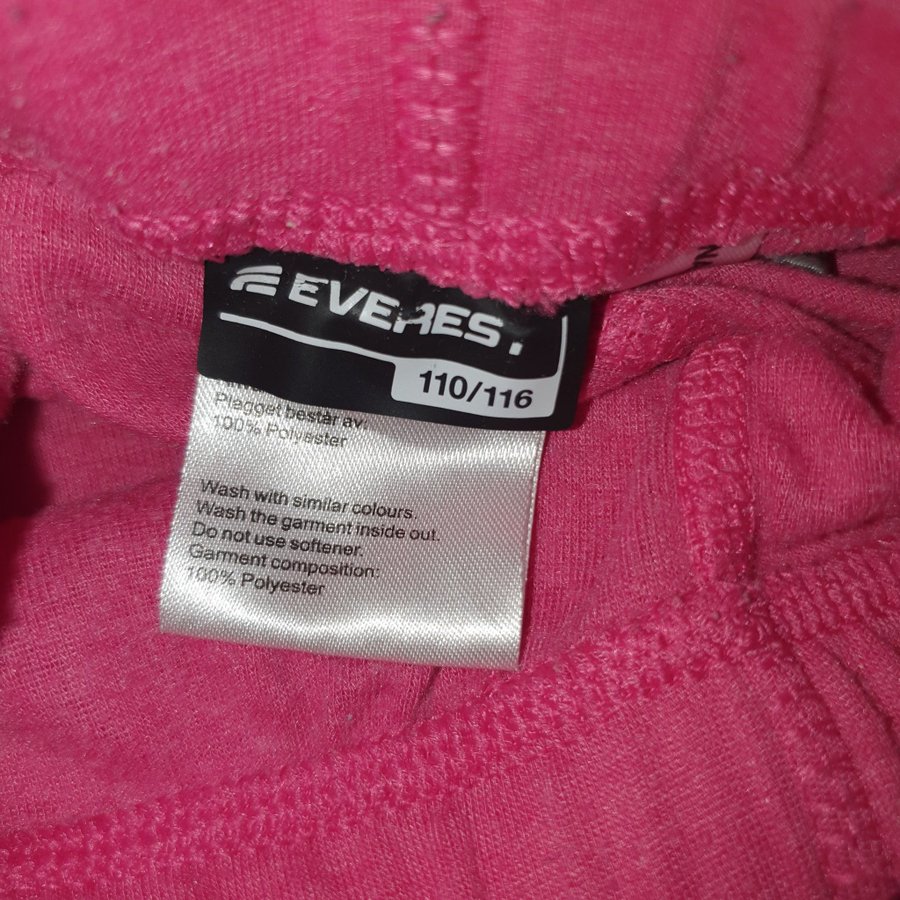 EVEREST
110/116
Plagget består av:
100% Polyester
Wash with similar colours.
Wash the garment inside out.
Do not use softener.
Garment composition:
100% Polyester